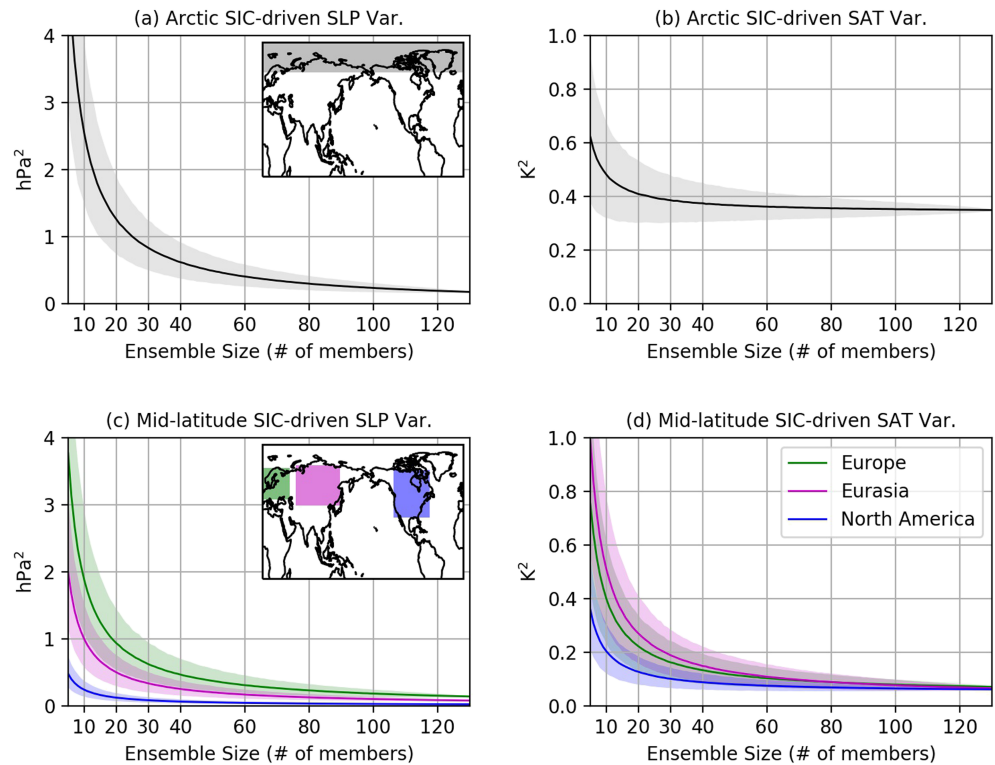 (a) Arctic SIC-driven SLP Var.
4
3
2
1
0
hPa²
10 20 30 40 60 80 100 120
Ensemble Size (# of members)
(b) Arctic SIC-driven SAT Var.
1.0
0.8
0.6
0.4
0.2
0.0
K²
10 20 30 40 60 80 100 120
Ensemble Size (# of members)
(c) Mid-latitude SIC-driven SLP Var.
4
3
2
1
0
hPa²
10 20 30 40 60 80 100 120
Ensemble Size (# of members)
(d) Mid-latitude SIC-driven SAT Var.
1.0
0.8
0.6
0.4
0.2
0.0
K²
Europe
Eurasia
North America
10 20 30 40 60 80 100 120
Ensemble Size (# of members)